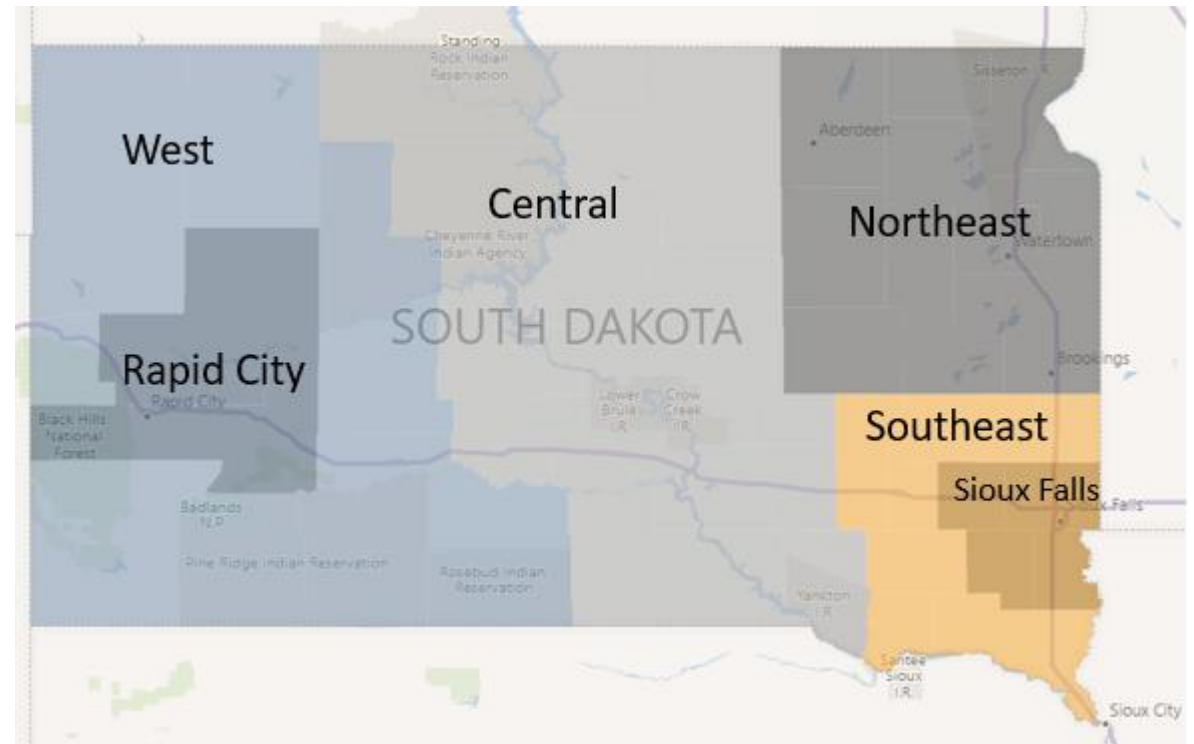 Standing
Rock Indian
Reservation
Sisseton
Aberdeen
West
Central
Northeast
Watertown
Cheyenne River
Indian Agency
SOUTH DAKOTA
Rapid City
Rapid City
Brookings
Lower
Brule
I.R.
Crow
Creek
I.R.
Black Hills
National
Forest
Southeast
Sioux Falls
Sioux Falls
Badlands
N.P.
Pine Ridge Indian Reservation
Rosebud Indian
Reservation
Yankton
I.R.
Santee
Sioux
I.R.
Sioux City